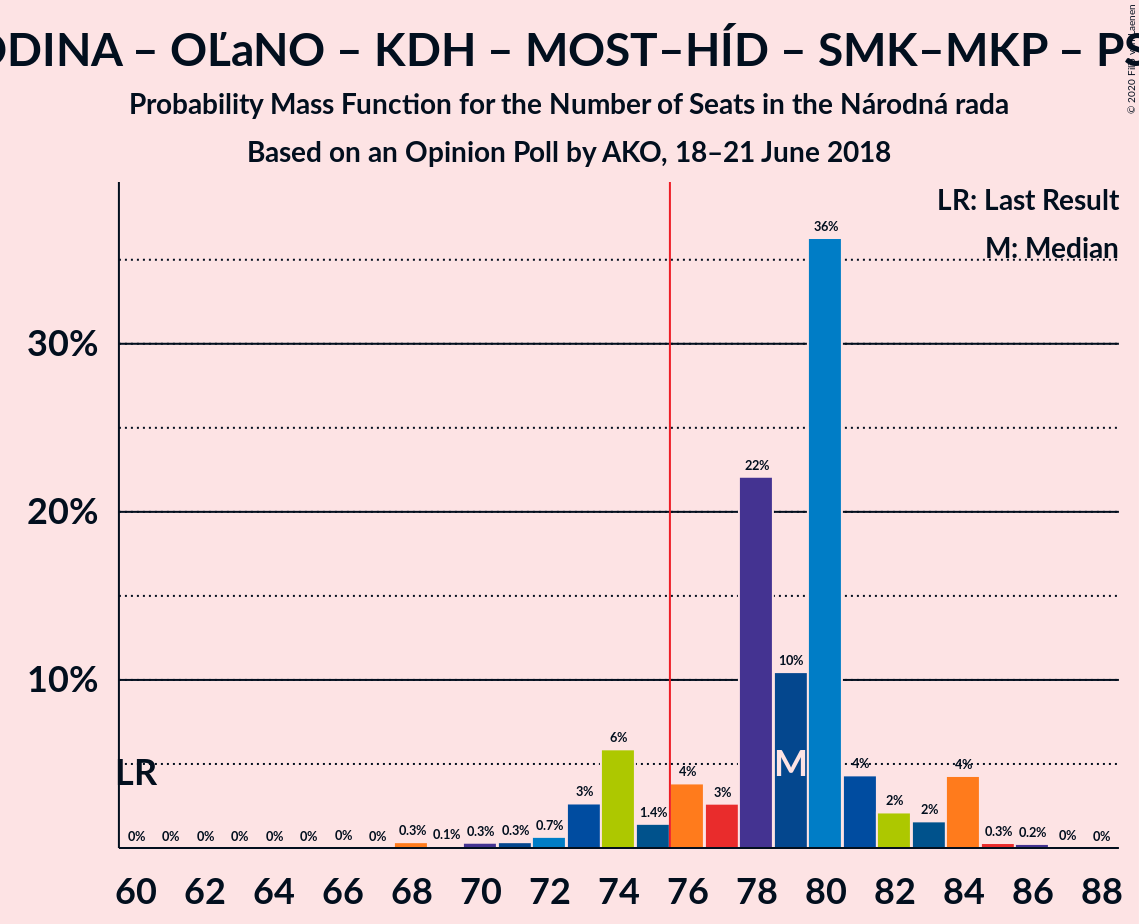 ODINA – OĽaNO – KDH – MOST–HÍD – SMK–MKP – PS
Probability Mass Function for the Number of Seats in the Národná rada
Based on an Opinion Poll by AKO, 18–21 June 2018
© 2020 Filip van Laenen
LR: Last Result
M: Median
36%
30%
22%
20%
10%
10%
6%
4%
4%
4%
LR
M
3%
3%
2%
2%
1.4%
0.7%
0% 0% 0% 0% 0% 0% 0% 0% 0.3% 0.1% 0.3% 0.3% 0.3% 0.2% 0% 0%
60 62 64 66 68 70 72 74 76 78 80 82 84 86 88